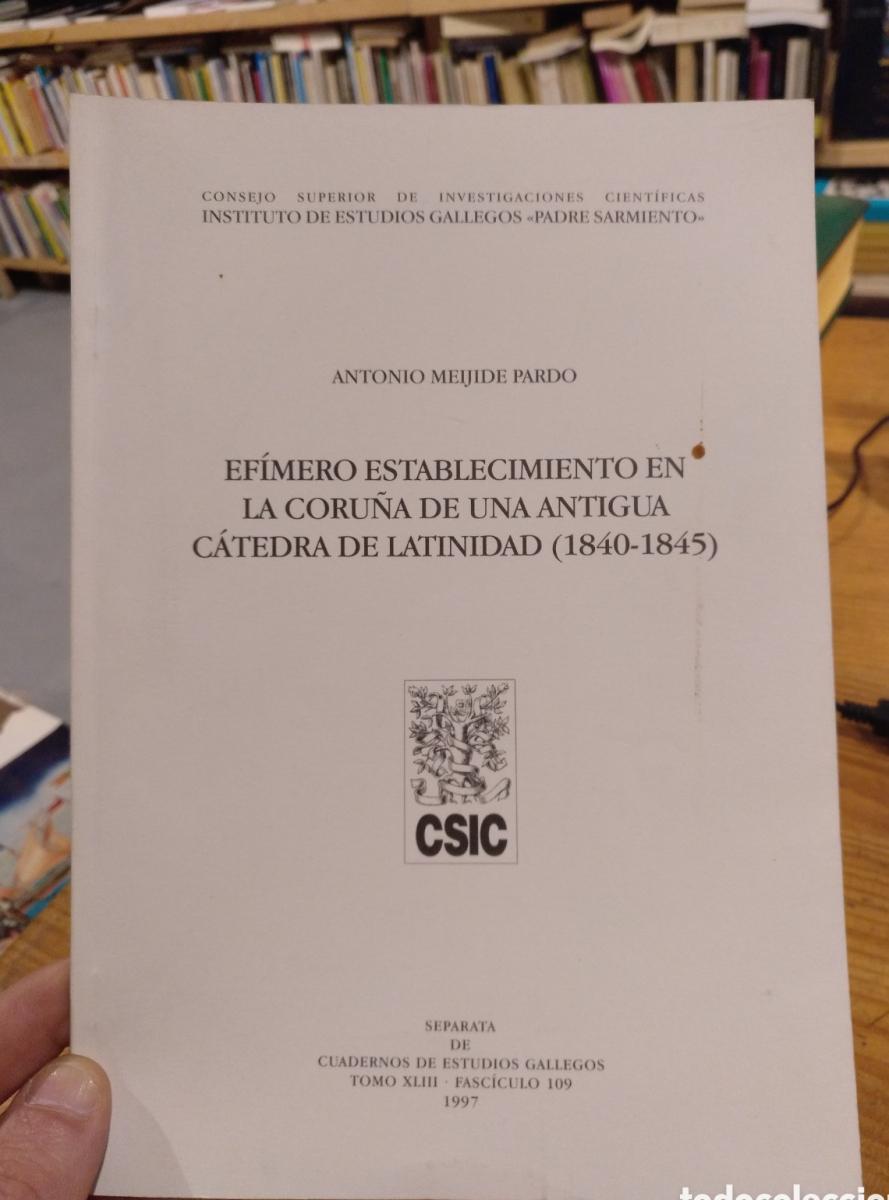 CONSEJO SUPERIOR DE INVESTIGACIONES CIENTÍFICAS
INSTITUTO DE ESTUDIOS GALLEGOS «PADRE SARMIENTO»
ANTONIO MEIJIDE PARDO
EFÍMERO ESTABLECIMIENTO EN
LA CORUÑA DE UNA ANTIGUA
CÁTEDRA DE LATINIDAD (1840-1845)
CSIC
SEPARATA
DE
CUADERNOS DE ESTUDIOS GALLEGOS
TOMO XLIII · FASCÍCULO 109
1997